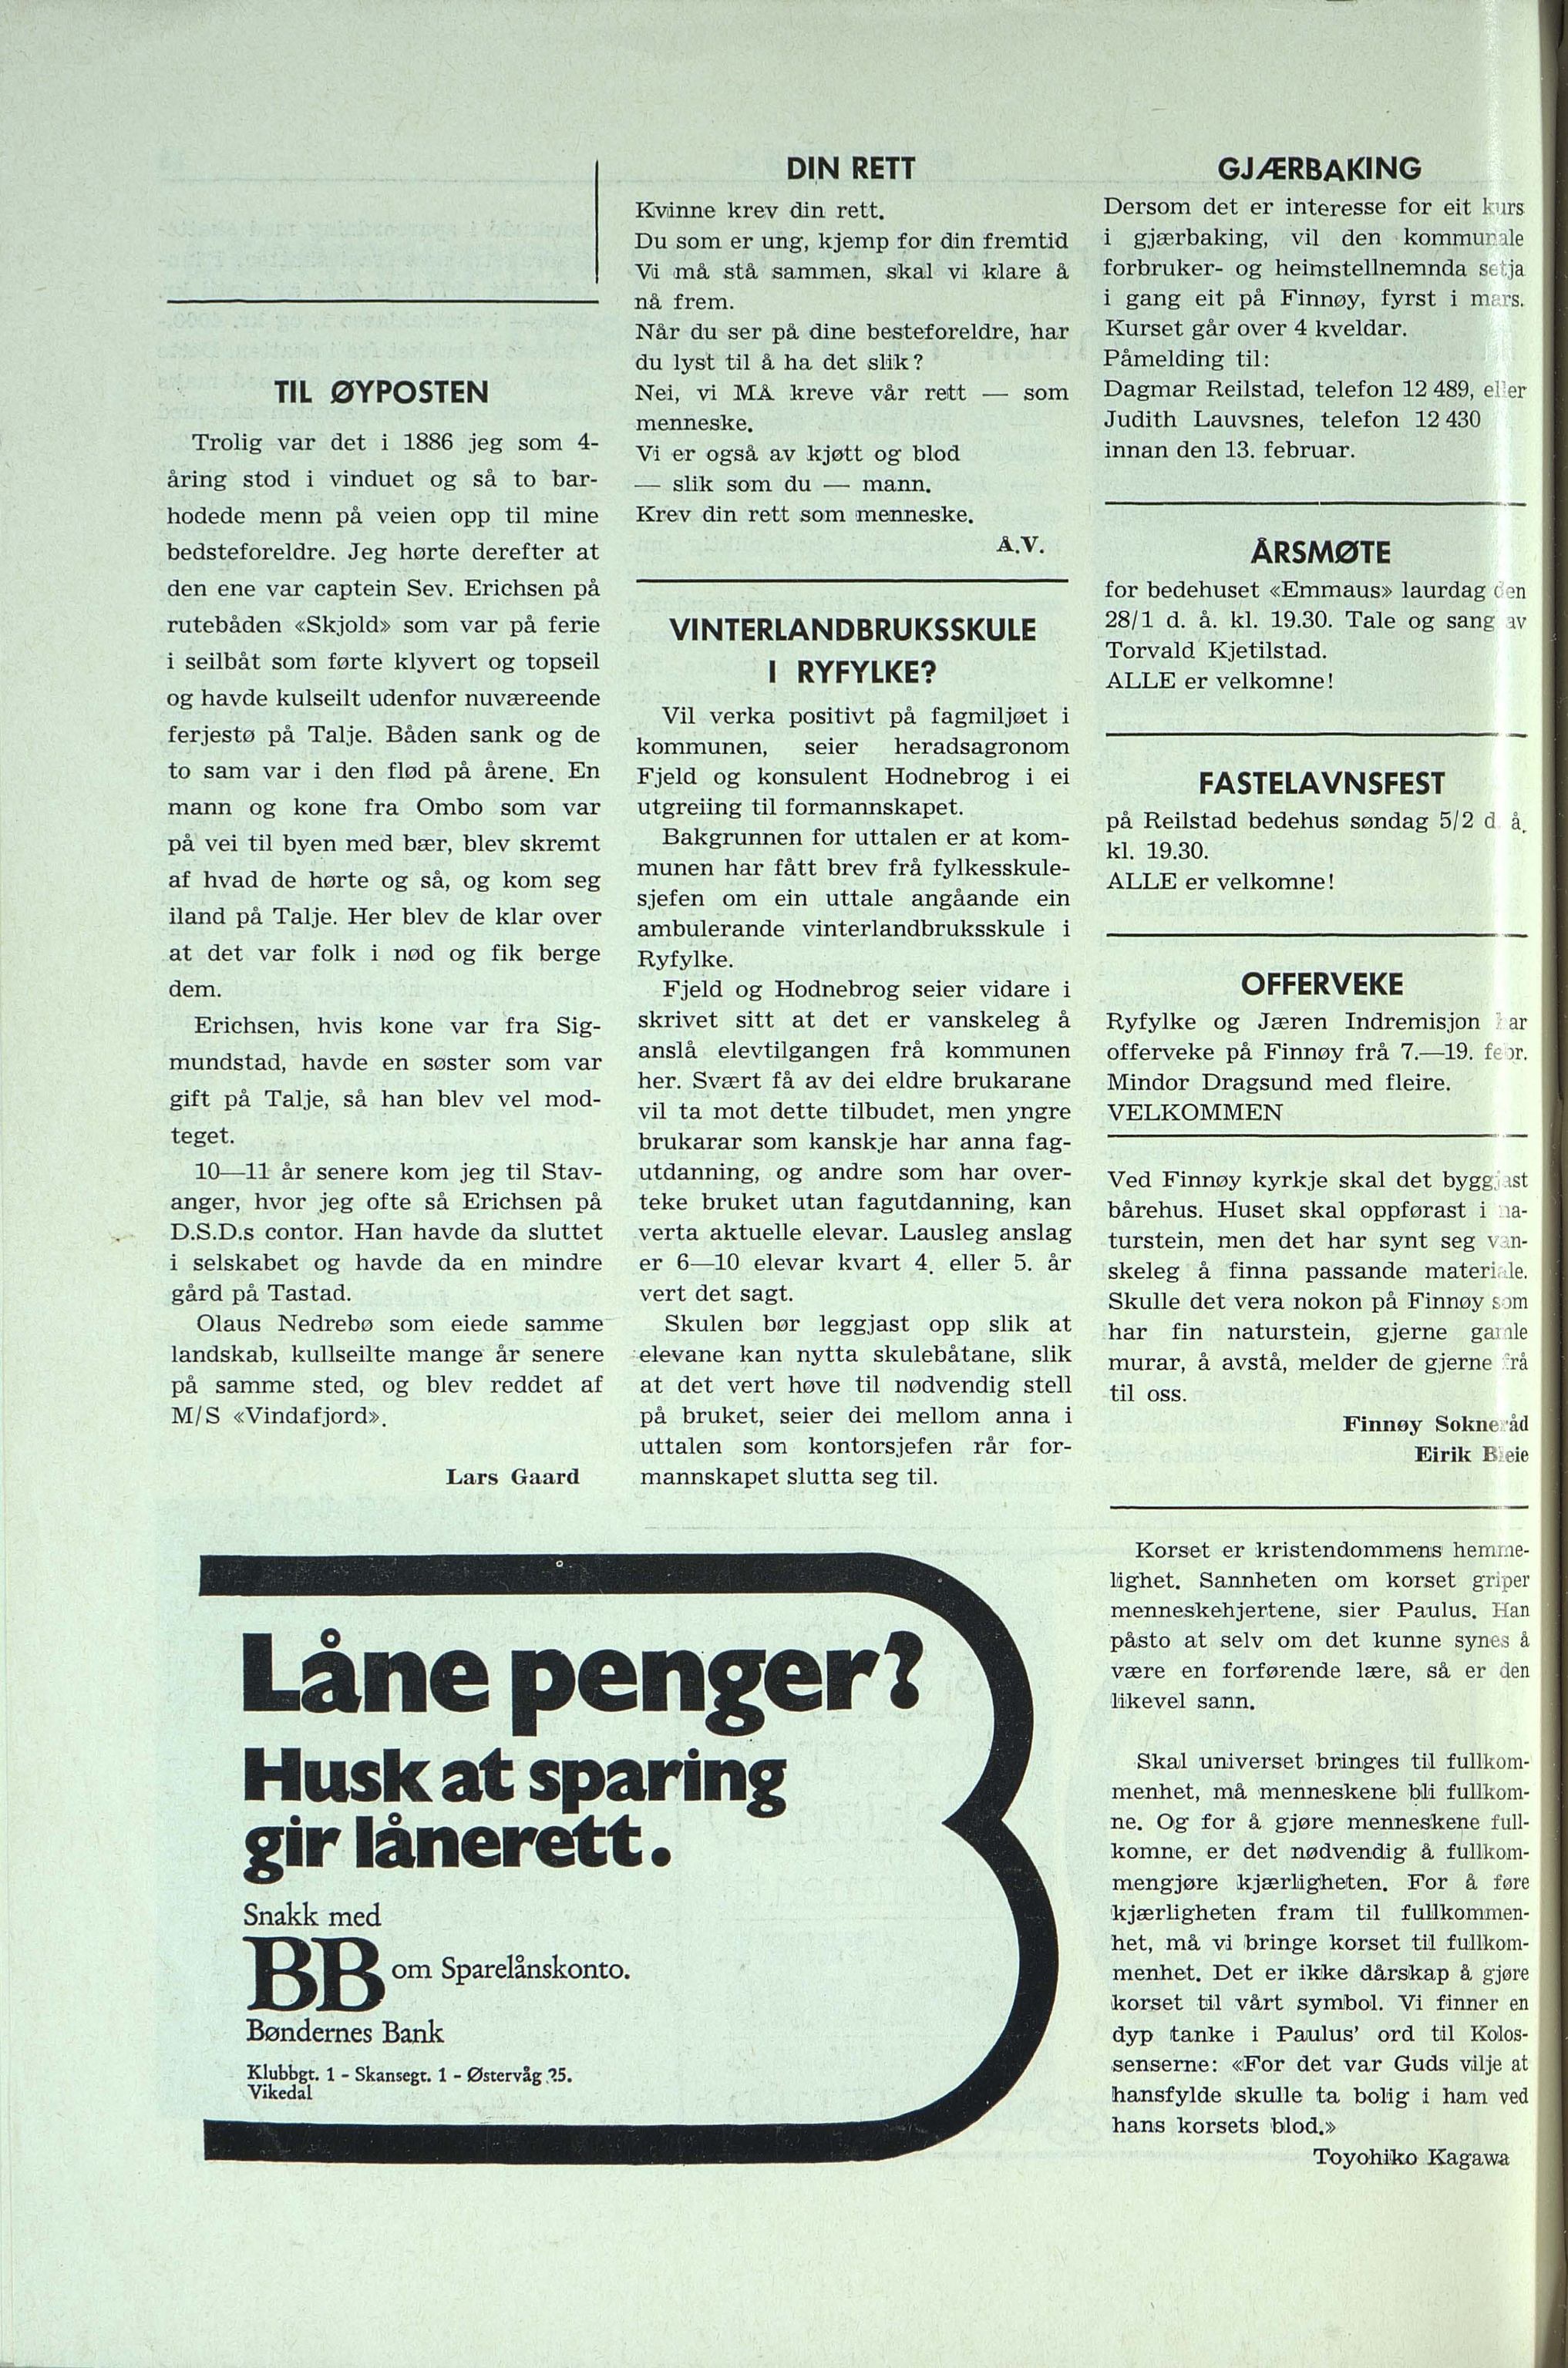 TIL ØYPOSTEN
Trolig var det i 1886 jeg som 4-
åring stod i vinduet og så to bar-
hodede menn på veien opp til mine
bedsteforeldre. Jeg hørte derefter at
den ene var captein Sev. Erichsen på
rutebåden «Skjold» som var på ferie
i seilbåt som førte klyvert og topseil
og havde kulseilt udenfor nuværeende
ferjestø på Talje. Båden sank og de
to sam var i den flød på årene. En
mann og kone fra Ombo som var
på vei til byen med bær, blev skremt
af hvad de hørte og så, og kom seg
iland på Talje. Her blev de klar over
at det var folk i nød og fik berge
dem.
Erichsen, hvis kone var fra Sig-
mundstad, havde en søster som var
gift på Talje, så han blev vel mod-
teget.
10—11 år senere kom jeg til Stav-
anger, hvor jeg ofte så Erichsen på
D.S.D.s contor. Han havde da sluttet
i selskabet og havde da en mindre
gård på Tastad.
Olaus Nedrebø som eiede samme
landskab, kullseilte mange år senere
på samme sted, og blev reddet af
M/S «Vindafjord».
Lars Gaard
DIN RETT
Kvinne krev din rett.
Du som er ung, kjemp for din fremtid
Vi må stå sammen, skal vi klare å
nå frem.
Når du ser på dine besteforeldre, har
du lyst til å ha det slik?
Nei, vi MÅ kreve vår rett — som
menneske.
Vi er også av kjøtt og blod
— slik som du — mann.
Krev din rett som menneske.
A.V.
VINTERLANDBRUKSSKULE
I RYFYLKE?
Vil verka positivt på fagmiljøet i
kommunen, seier heradsagronom
Fjeld og konsulent Hodnebrog i ei
utgreiing til formannskapet.
Bakgrunnen for uttalen er at kom-
munen har fått brev frå fylkesskule-
sjefen om ein uttale angåande ein
ambulerande vinterlandbruksskule i
Ryfylke.
Fjeld og Hodnebrog seier vidare i
skrivet sitt at det er vanskeleg å
anslå elevtilgangen frå kommunen
her. Svært få av dei eldre brukarane
vil ta mot dette tilbudet, men yngre
brukarar som kanskje har anna fag-
utdanning, og andre som har over-
teke bruket utan fagutdanning, kan
verta aktuelle elevar. Lausleg anslag
er 6—10 elevar kvart 4. eller 5. år
vert det sagt.
Skulen bør leggjast opp slik at
elevane kan nytta skulebåtane, slik
at det vert høve til nødvendig stell
på bruket, seier dei mellom anna i
uttalen som kontorsjefen rår for-
mannskapet slutta seg til.
GJÆRBAKING
Dersom det er interesse for eit kurs
i gjærbaking, vil den kommunale
forbruker- og heimstellnemnda setja
i gang eit på Finnøy, fyrst i mars.
Kurset går over 4 kveldar.
Påmelding til:
Dagmar Reilstad, telefon 12 489, eller
Judith Lauvsnes, telefon 12 430
innan den 13. februar.
ÅRSMØTE
for bedehuset «Emmaus» laurdag den
28/1 d. å. kl. 19.30. Tale og sang av
Torvald Kjetilstad.
ALLE er velkomne!
FASTELAVNSFEST
på Reilstad bedehus søndag 5/2 d. å.
kl. 19.30.
ALLE er velkomne!
OFFERVEKE
Ryfylke og Jæren Indremisjon har
offerveke på Finnøy frå 7.—19. febr.
Mindor Dragsund med fleire.
VELKOMMEN
Ved Finnøy kyrkje skal det byggjast
bårehus. Huset skal oppførast i na-
turstein, men det har synt seg van-
skeleg å finna passande materiale.
Skulle det vera nokon på Finnøy som
har fin naturstein, gjerne gamle
murar, å avstå, melder de gjerne frå
til oss.
Finnøy Sokneråd
Eirik Bleie
Korset er kristendommens hemme-
lighet. Sannheten om korset griper
menneskehjertene, sier Paulus. Han
påsto at selv om det kunne synes å
være en forførende lære, så er den
likevel sann.
Skal universet bringes til fullkom-
menhet, må menneskene bli fullkom-
ne. Og for å gjøre menneskene full-
komne, er det nødvendig å fullkom-
mengjøre kjærligheten. For å føre
kjærligheten fram til fullkommen-
het, må vi bringe korset til fullkom-
menhet. Det er ikke dårskap å gjøre
korset til vårt symbol. Vi finner en
dyp tanke i Paulus' ord til Kolos-
senserne: «For det var Guds vilje at
hansfylde skulle ta bolig i ham ved
hans korsets blod.»
Toyohiko Kagawa
Låne penger?
Husk at sparing
gir lånerett.
Snakk med
BB om Sparelånskonto.
Bøndernes Bank
Klubbgt. 1 - Skansegt. 1 - Østervåg 25.
Vikedal